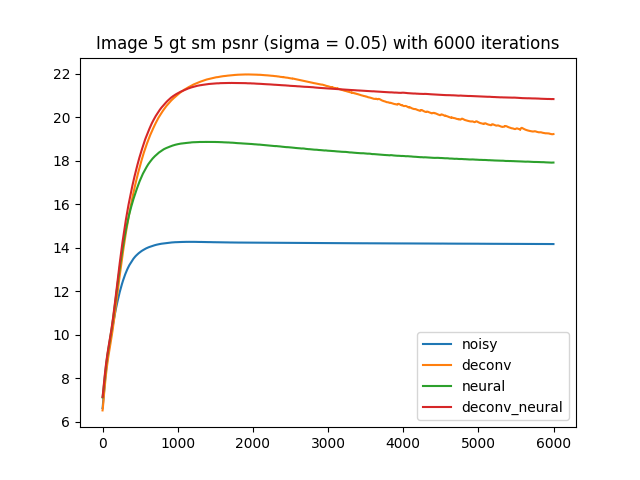 Image 5 gt sm psnr (sigma = 0.05) with 6000 iterations
22
20
18
16
14
12
10
8
6
noisy
deconv
neural
deconv_neural
0 1000 2000 3000 4000 5000 6000